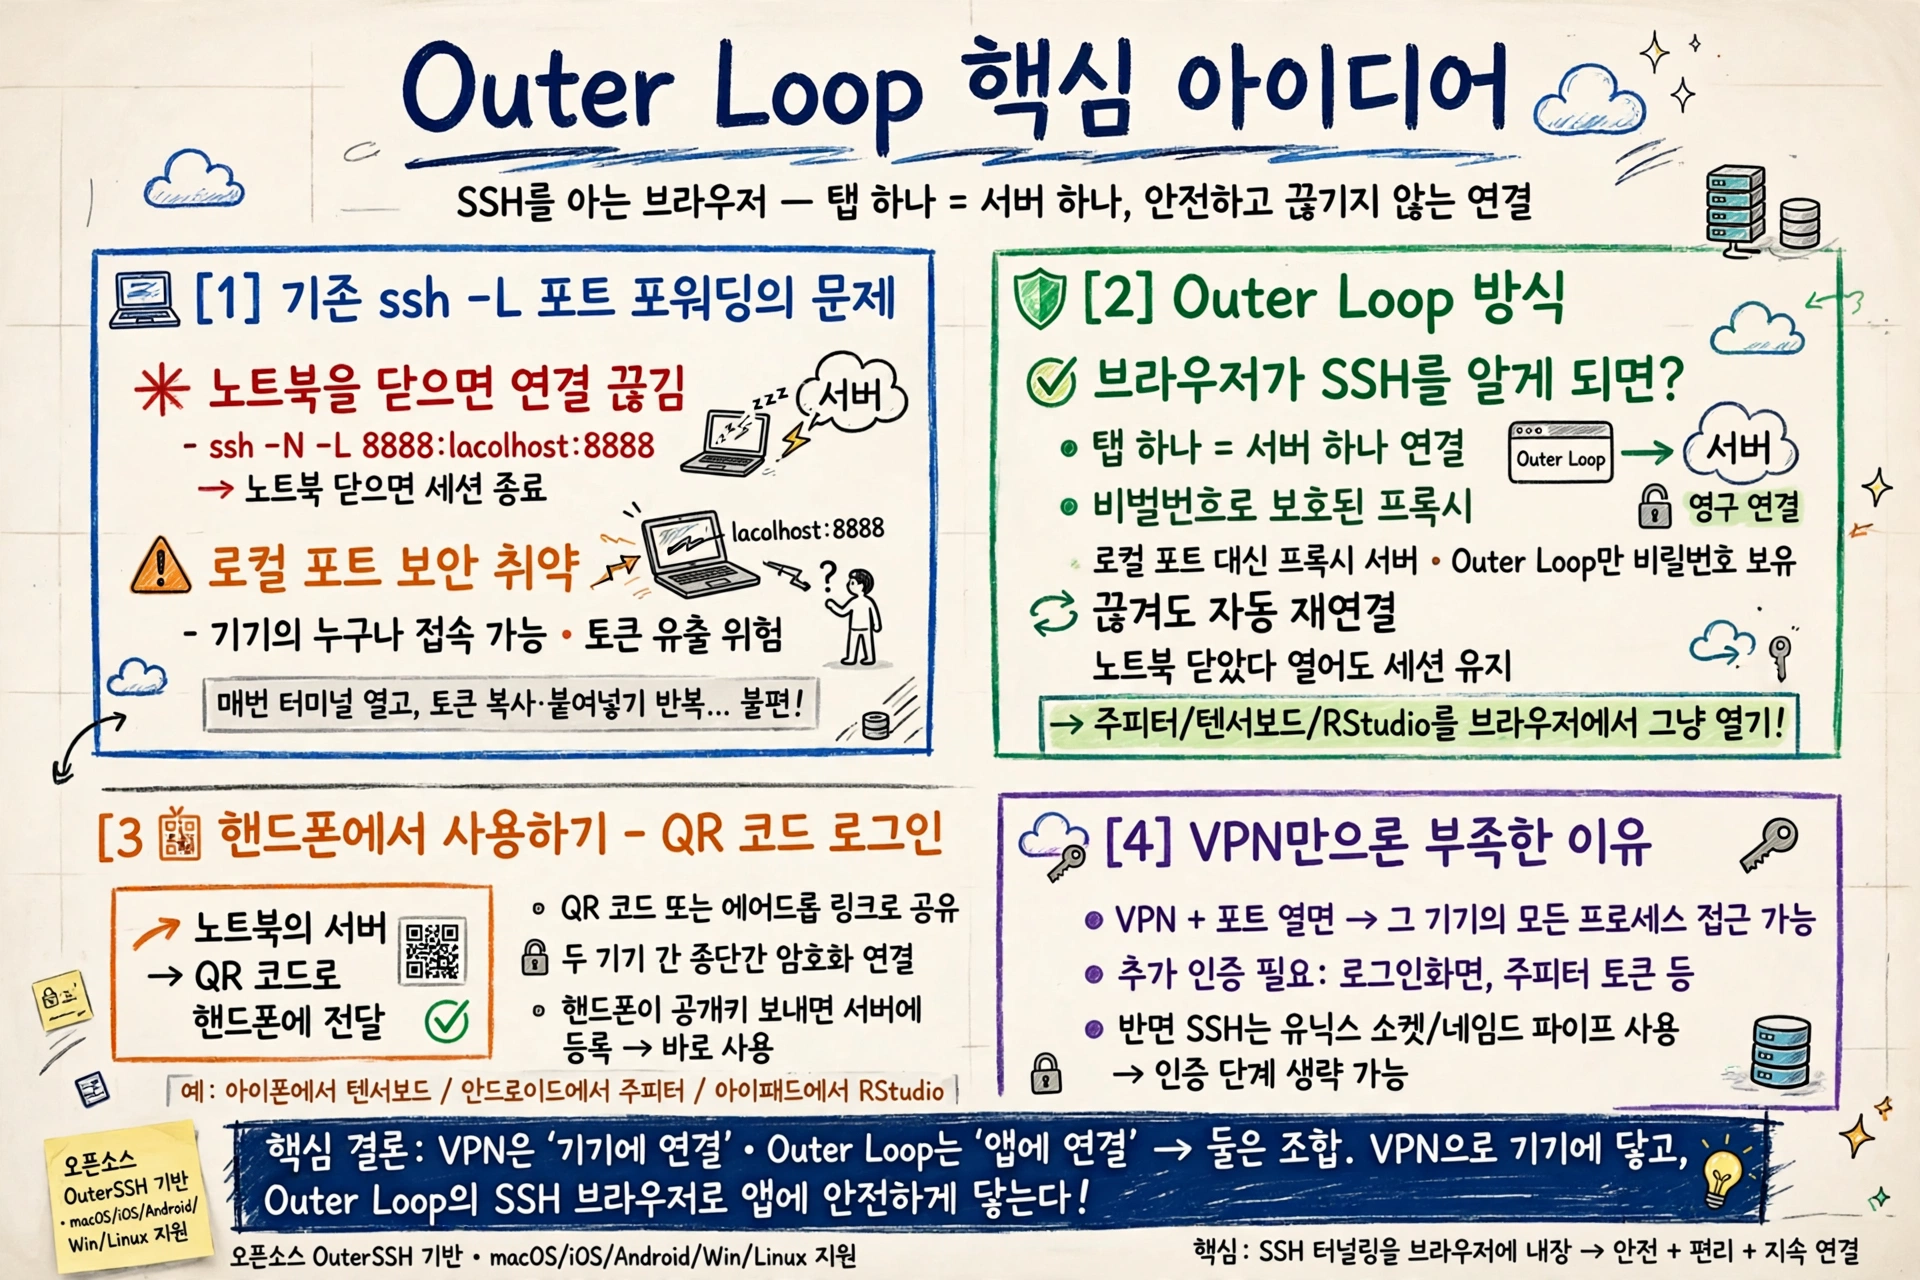 Outer Loop 핵심 아이디어
SSH를 아는 브라우저 — 탭 하나 = 서버 하나, 안전하고 끊기지 않는 연결
[1] 기존 ssh -L 포트 포워딩의 문제
노트북을 닫으면 연결 끊김
- ssh -N -L 8888:lacolhost:8888
→ 노트북 닫으면 세션 종료
zzz
서버
로컬 포트 보안 취약
lacolhost:8888
?
- 기기의 누구나 접속 가능 • 토큰 유출 위험
매번 터미널 열고, 토큰 복사·붙여넣기 반복... 불편!
[2] Outer Loop 방식
브라우저가 SSH를 알게 되면?
• 탭 하나 = 서버 하나 연결
Outer Loop
서버
• 비벌번흐로 보호된 프록시
영구 연결
로컬 포트 대신 프록시 서버 • Outer Loop만 비릴번호 보유
끊겨도 자동 재연결
노트북 닫았다 열어도 세션 유지
→ 주피터/텐서보드/RStudio를 브라우저에서 그냥 열기!
[3 핸드폰에서 사용하기 - QR 코드 로그인
노트북의 서버
→ QR 코드로
핸드폰에 전달
QR 코드 또는 에어드롭 링크로 공유
두 기기 간 종단간 암호화 연결
핸드폰이 공개키 보내면 서버에
등록 → 바로 사용
예: 아이폰에서 텐서보드 / 안드로이드에서 주피터 / 아이패드에서 RStudio
[4] VPN만으론 부족한 이유
• VPN + 포트 열면 → 그 기기의 모든 프로세스 접근 가능
• 추가 인증 필요: 로그인화면, 주피터 토큰 등
• 반면 SSH는 유닉스 소켓/네임드 파이프 사용
→ 인증 단계 생략 가능
핵심 결론: VPN은 ‘기기에 연결’ • Outer Loop는 ‘앱에 연결’ → 둘은 조합. VPN으로 기기에 닿고,
Outer Loop의 SSH 브라우저로 앱에 안전하게 닿는다!
오픈소스
OuterSSH 기반
• macOS/iOS/Android/
Win/Linux 지원
오픈소스 OuterSSH 기반 • macOS/iOS/Android/Win/Linux 지원
핵심: SSH 터널링을 브라우저에 내장 → 안전 + 편리 + 지속 연결